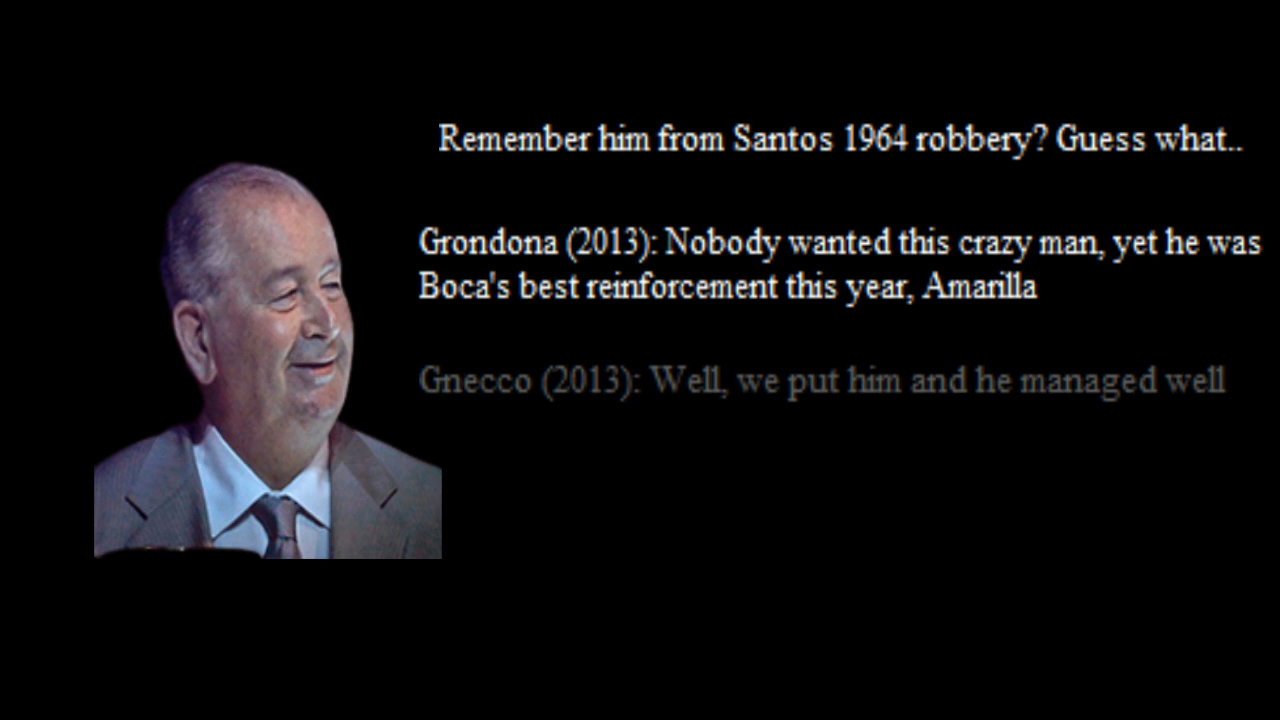 Remember him from Santos 1964 robbery? Guess what..
Grondona (2013): Nobody wanted this crazy man, yet he was
Boca's best reinforcement this year, Amarilla
Gnecco (2013): Well, we put him and he managed well